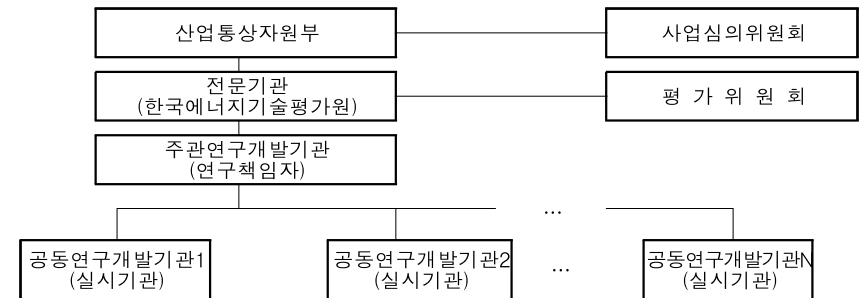 산업통상자원부
사업심의위원회
전문기관
(한국에너지기술평가원)
평 가 위 원 회
주관연구개발기관
(연구책임자)
...
공동연구개발기관1
(실시기관)
공동연구개발기관2
(실시기관)
...
공동연구개발기관N
(실시기관)